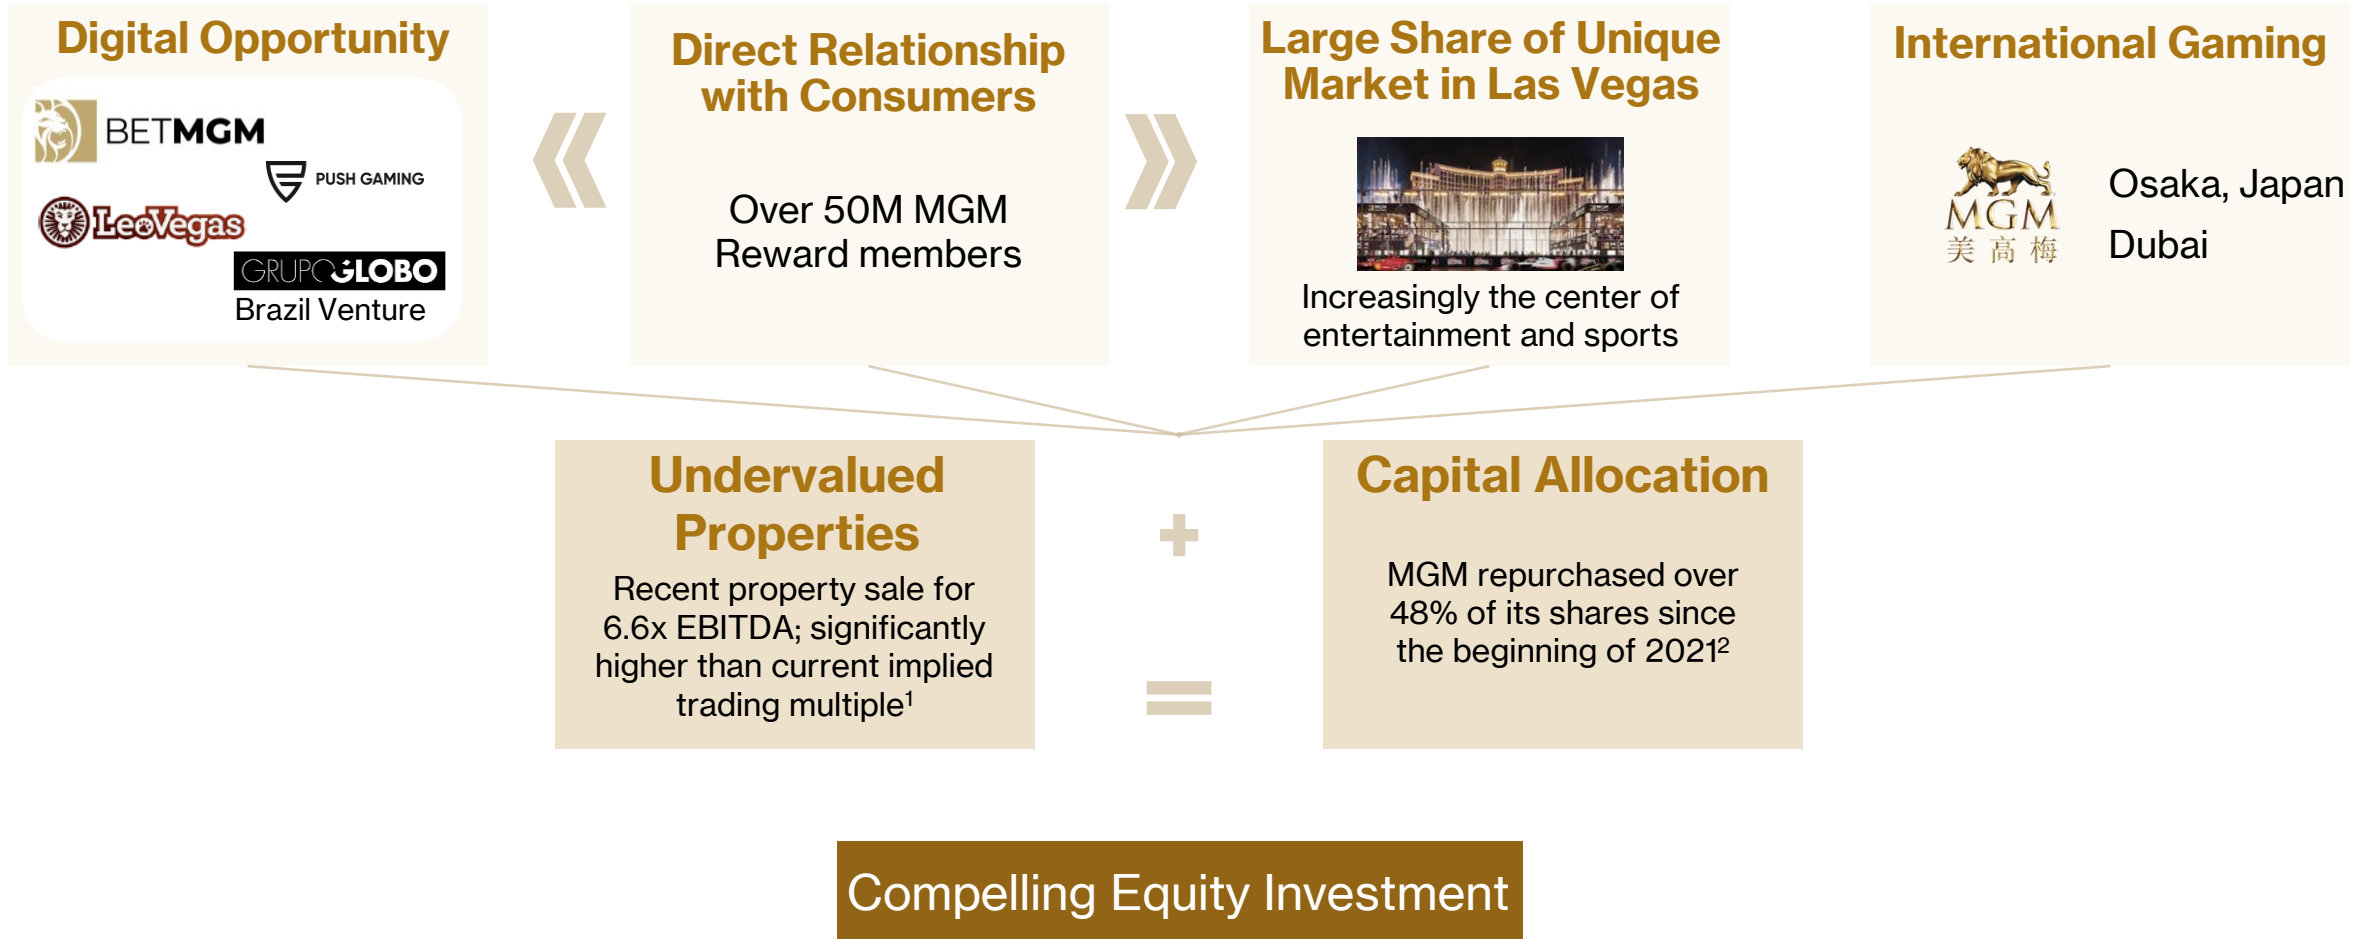 Digital Opportunity
BETMGM
PUSH GAMING
LeoVegas
GRUPOGLOBO
Brazil Venture
Direct Relationship
with Consumers
Over 50M MGM
Reward members
Large Share of Unique
Market in Las Vegas
Increasingly the center of
entertainment and sports
International Gaming
MGM
美高梅
Osaka, Japan
Dubai
Undervalued
Properties
Recent property sale for
6.6x EBITDA; significantly
higher than current implied
trading multiple¹
+
=
Capital Allocation
MGM repurchased over
48% of its shares since
the beginning of 2021²
Compelling Equity Investment